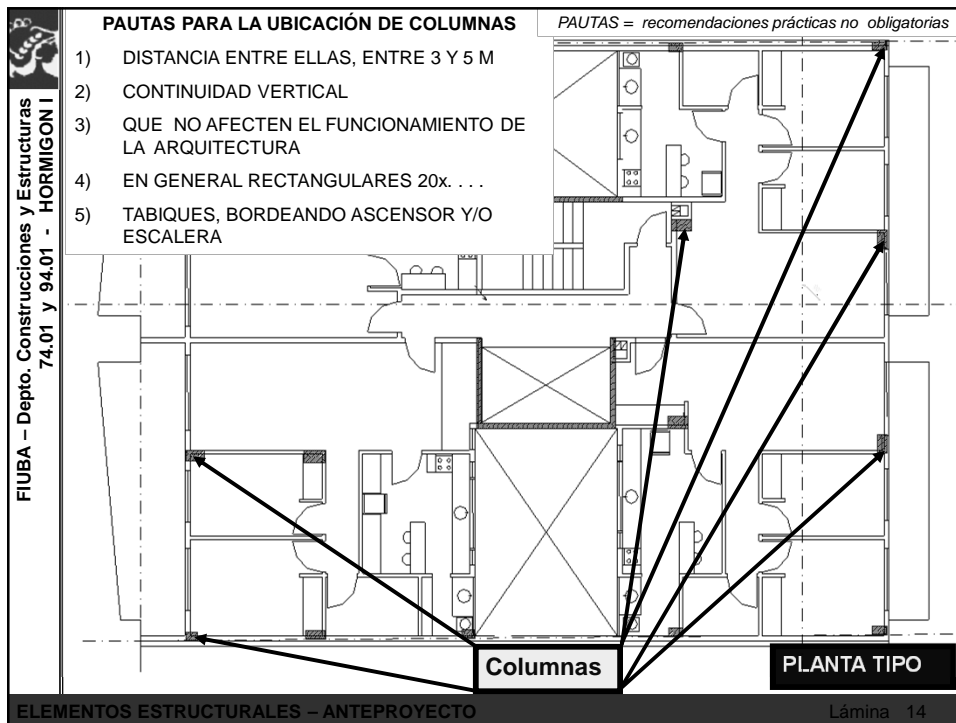 PAUTAS PARA LA UBICACIÓN DE COLUMNAS
PAUTAS = recomendaciones prácticas no obligatorias
1) DISTANCIA ENTRE ELLAS, ENTRE 3 Y 5 M
2) CONTINUIDAD VERTICAL
3) QUE NO AFECTEN EL FUNCIONAMIENTO DE
LA ARQUITECTURA
4) EN GENERAL RECTANGULARES 20x. . . .
5) TABIQUES, BORDEANDO ASCENSOR Y/O
ESCALERA
FIUBA – Depto. Construcciones y Estructuras
74.01 y 94.01 - HORMIGON I
Columnas
PLANTA TIPO
ELEMENTOS ESTRUCTURALES – ANTEPROYECTO
Lámina 14